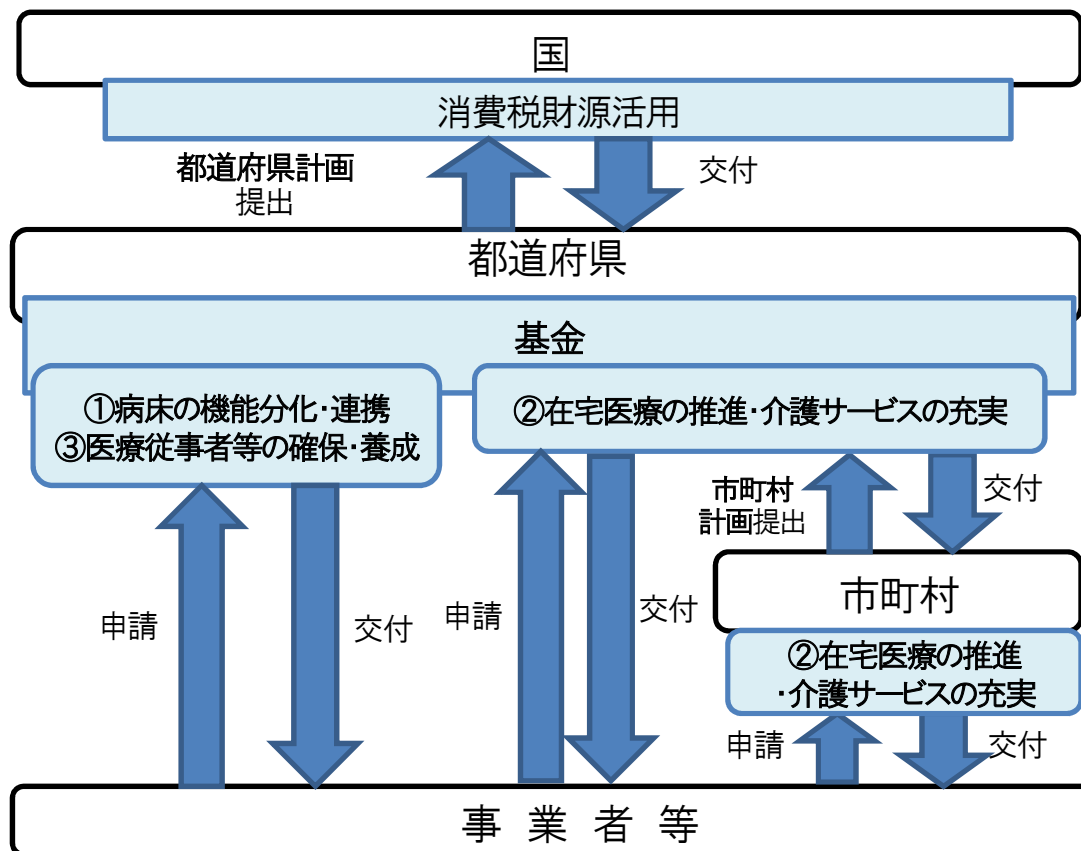 国
消費税財源活用
都道府県計画
提出
交付
都道府県
基金
①病床の機能分化・連携
③医療従事者等の確保・養成
②在宅医療の推進・介護サービスの充実
市町村
計画提出
交付
市町村
②在宅医療の推進
・介護サービスの充実
申請
交付
申請
交付
申請
交付
事業者等